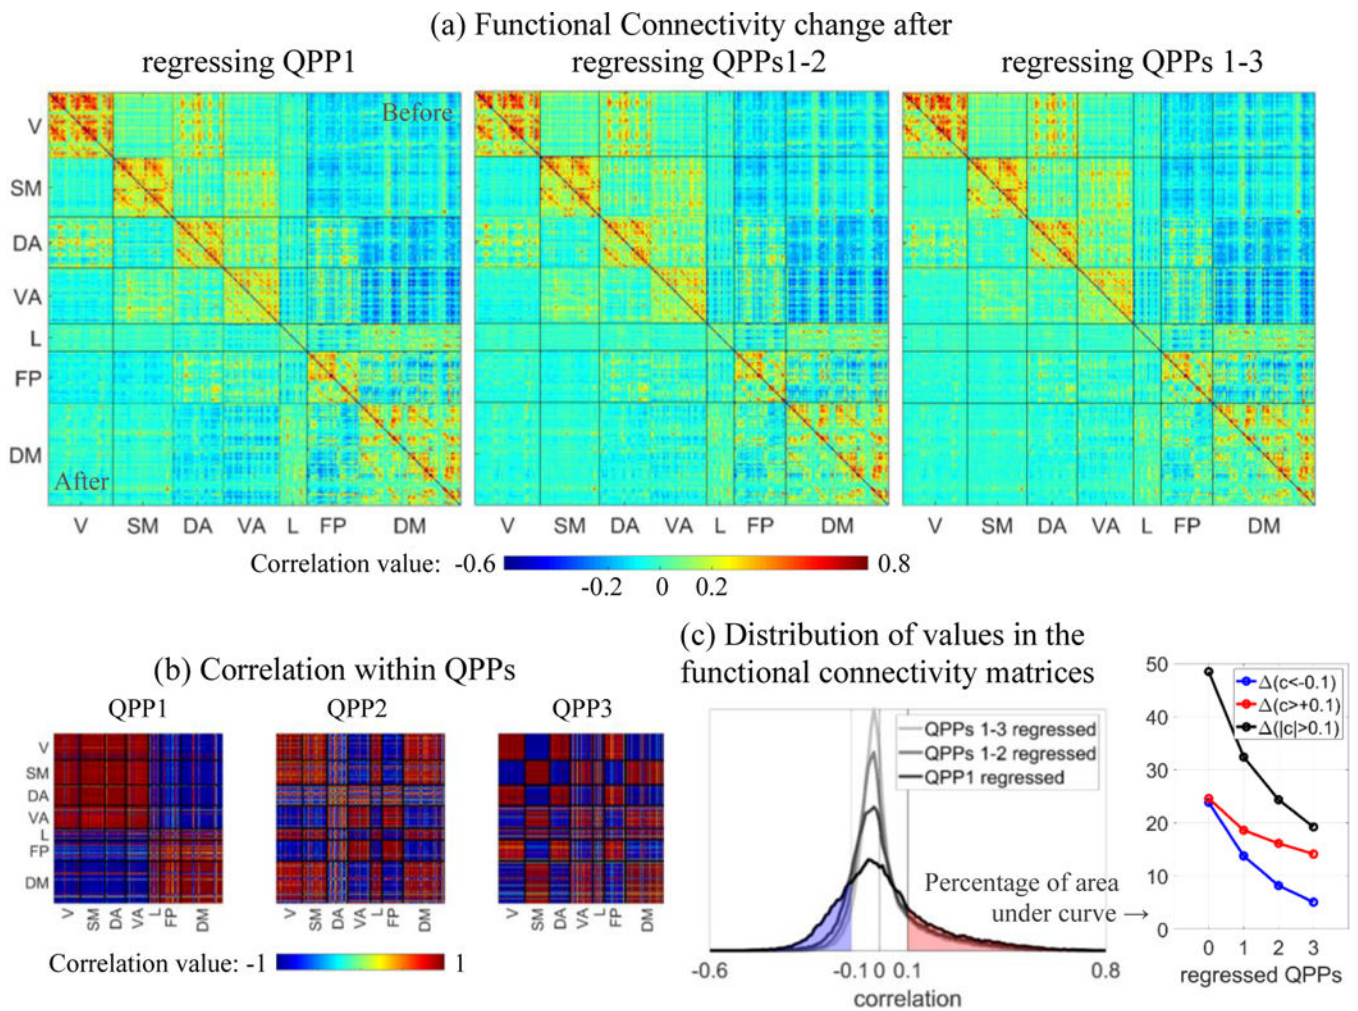 (a) Functional Connectivity change after
regressing QPP1
regressing QPPs1-2
regressing QPPs 1-3
V
SM
DA
VA
L
FP
DM
Before
After
V SM DA VA L FP DM
V SM DA VA L FP DM
V SM DA VA L FP DM
Correlation value: -0.6 0.8
-0.2 0 0.2
(b) Correlation within QPPs
QPP1
QPP2
QPP3
V
SM
DA
VA
L
FP
DM
V SM DA VA L FP DM
V SM DA VA L FP DM
V SM DA VA L FP DM
Correlation value: -1 1
(c) Distribution of values in the
functional connectivity matrices
QPPs 1-3 regressed
QPPs 1-2 regressed
QPP1 regressed
Percentage of area
under curve →
-0.6 -0.1 0 0.1 0.8
correlation
50
40
30
20
10
0
Δ(c<-0.1)
Δ(c>+0.1)
Δ(|c|>0.1)
0 1 2 3
regressed QPPs